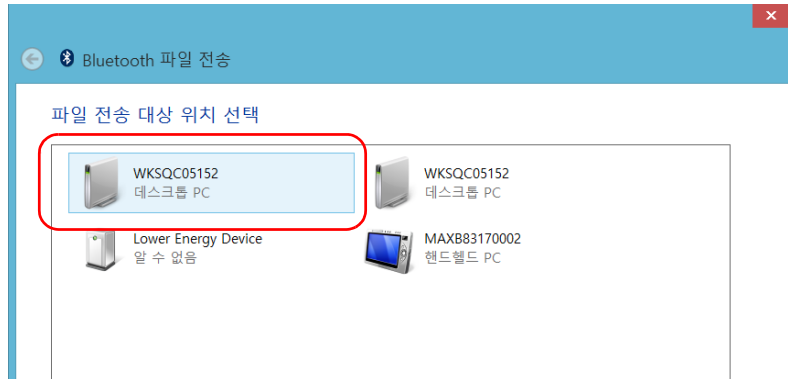 Bluetooth 파일 전송
파일 전송 대상 위치 선택
WKSQC05152
데스크톱 PC
WKSQC05152
데스크톱 PC
Lower Energy Device
알 수 없음
MAXB83170002
핸드헬드 PC